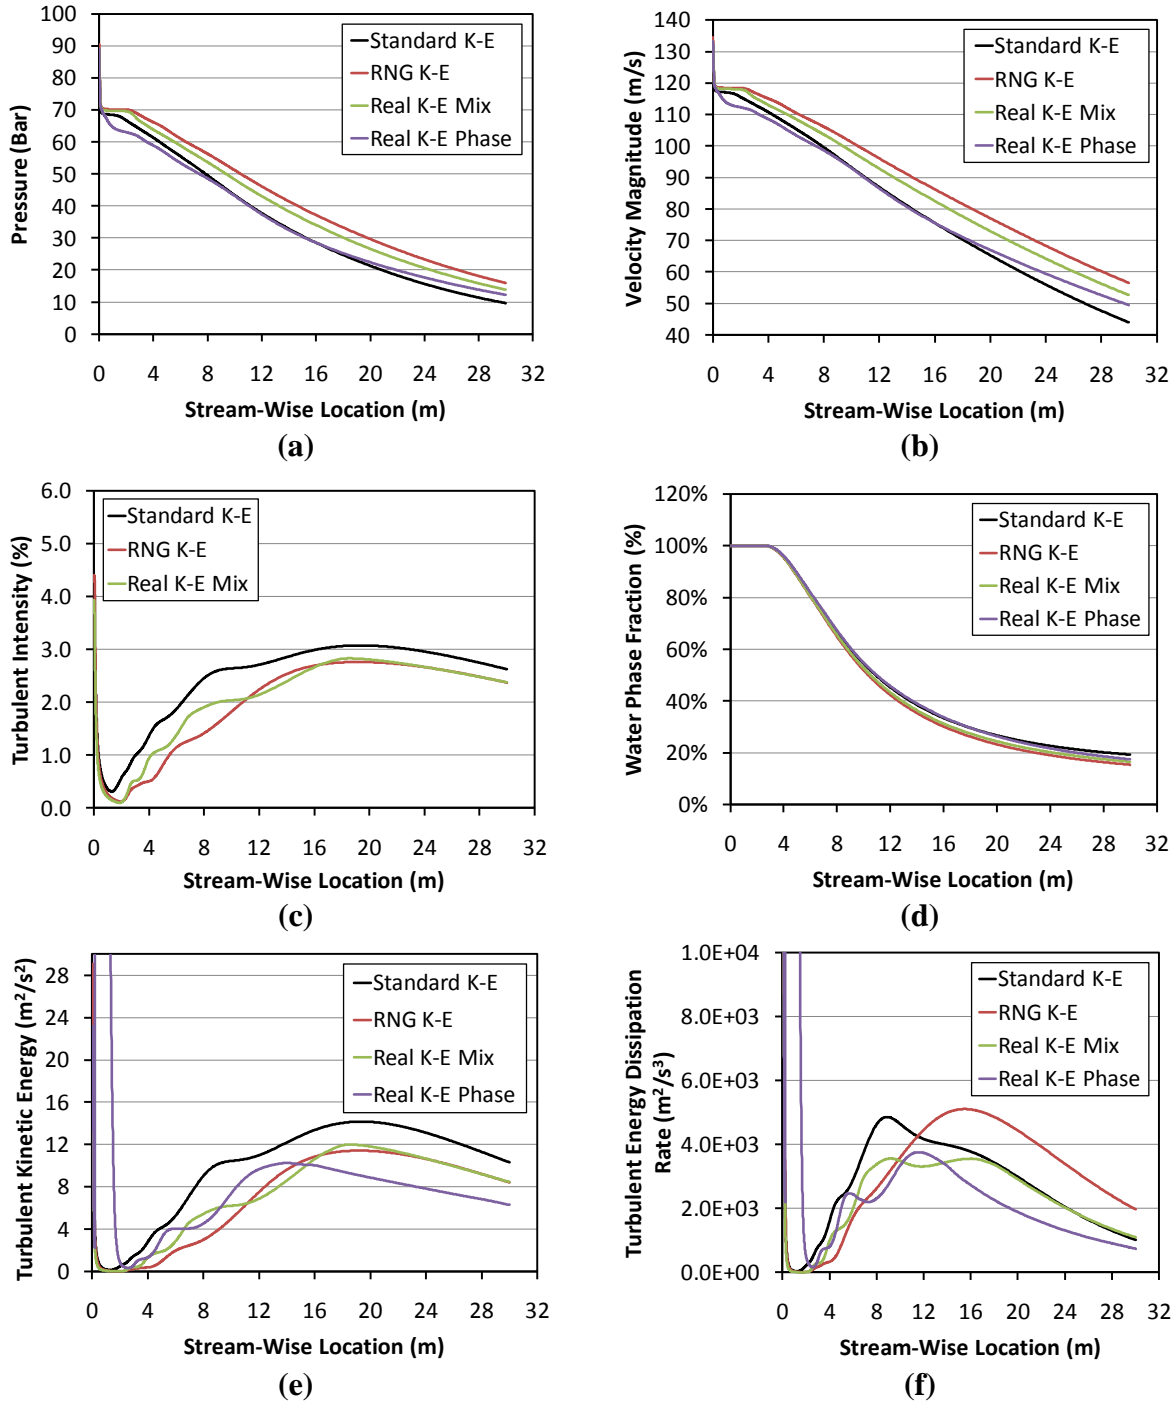 100
90
80
70
60
50
40
30
20
10
0
Pressure (Bar)
Standard K-E
RNG K-E
Real K-E Mix
Real K-E Phase
0 4 8 12 16 20 24 28 32
Stream-Wise Location (m)
(a)
140
130
120
110
100
90
80
70
60
50
40
Velocity Magnitude (m/s)
Standard K-E
RNG K-E
Real K-E Mix
Real K-E Phase
0 4 8 12 16 20 24 28 32
Stream-Wise Location (m)
(b)
6.0
5.0
4.0
3.0
2.0
1.0
0.0
Turbulent Intensity (%)
Standard K-E
RNG K-E
Real K-E Mix
0 4 8 12 16 20 24 28 32
Stream-Wise Location (m)
(c)
120%
100%
80%
60%
40%
20%
0%
Water Phase Fraction (%)
Standard K-E
RNG K-E
Real K-E Mix
Real K-E Phase
0 4 8 12 16 20 24 28 32
Stream-Wise Location (m)
(d)
28
24
20
16
12
8
4
0
Turbulent Kinetic Energy (m²/s²)
Standard K-E
RNG K-E
Real K-E Mix
Real K-E Phase
0 4 8 12 16 20 24 28 32
Stream-Wise Location (m)
(e)
1.0E+04
8.0E+03
6.0E+03
4.0E+03
2.0E+03
0.0E+00
Turbulent Energy Dissipation
Rate (m²/s³)
Standard K-E
RNG K-E
Real K-E Mix
Real K-E Phase
0 4 8 12 16 20 24 28 32
Stream-Wise Location (m)
(f)